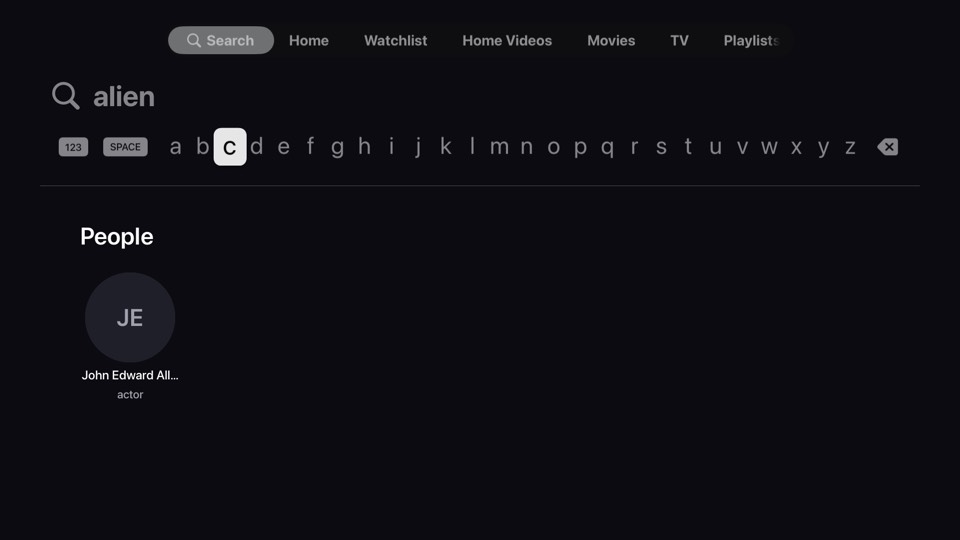 Search Home Watchlist Home Videos Movies TV Playlists
alien
123 SPACE a b c d e f g h i j k l m n o p q r s t u v w x y z
People
JE
John Edward All...
actor